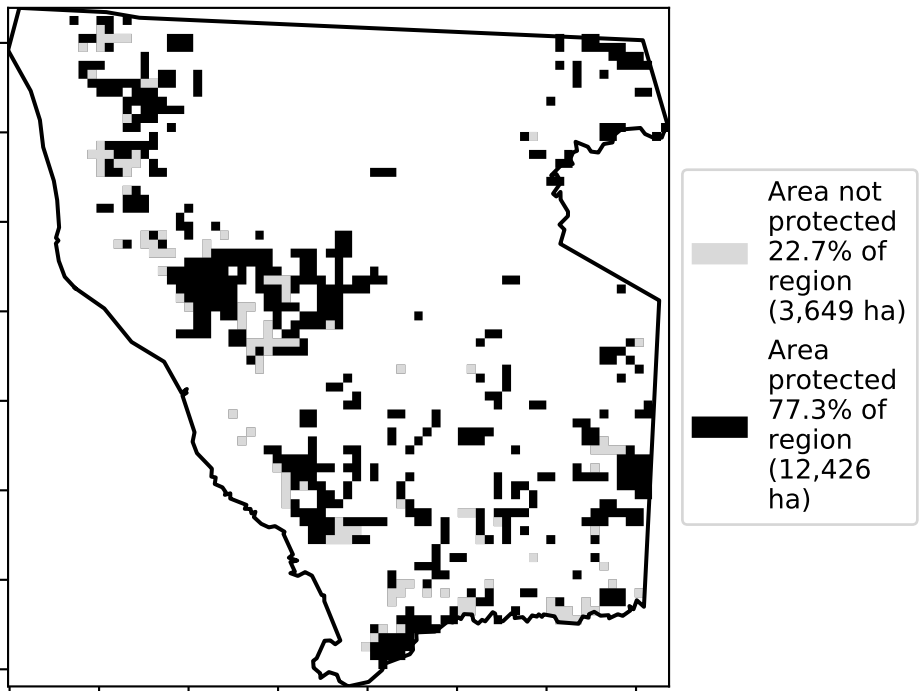 Area not
protected
22.7% of
region
(3,649 ha)
Area
protected
77.3% of
region
(12,426
ha)